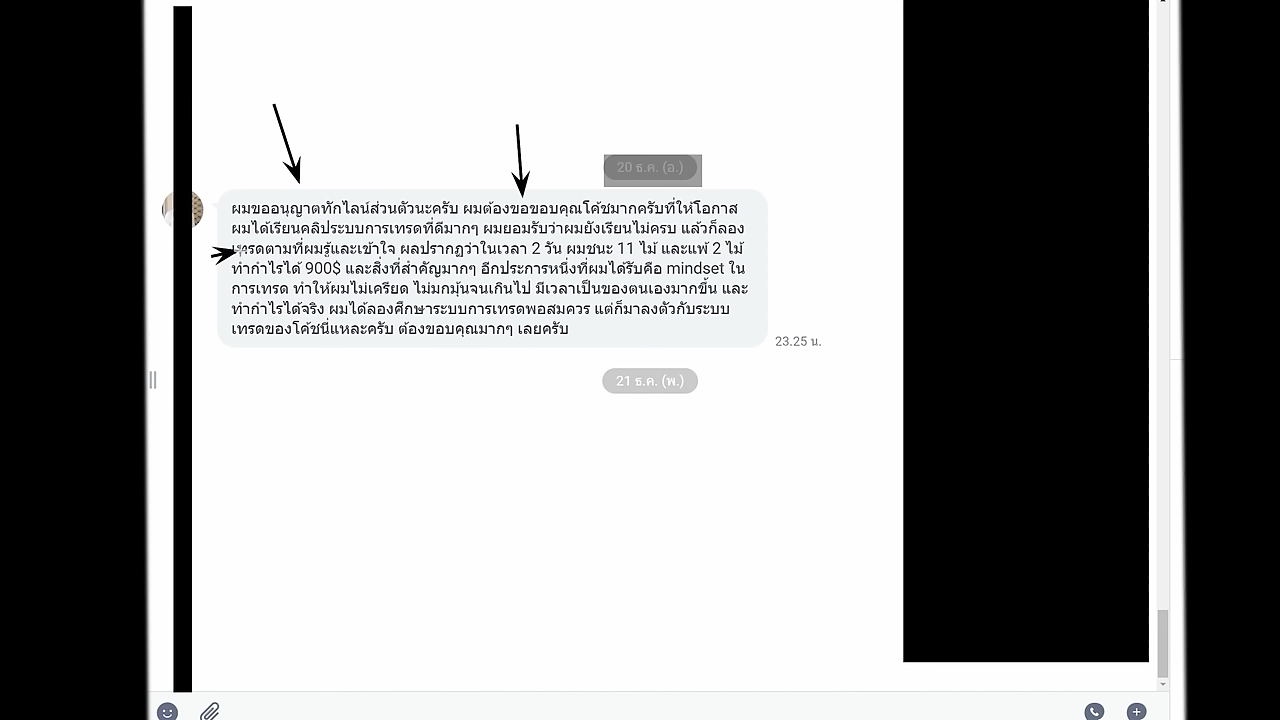 20 ธ.ค. (อ.)
ผมขออนุญาตทักไลน์ส่วนตัวนะครับ ผมต้องขอขอบคุณโค้ชมากครับที่ให้โอกาส
ผมได้เรียนคลิประบบการเทรดที่ดีมากๆ ผมยอมรับว่าผมยังเรียนไม่ครบ แล้วก็ลอง
เทรดตามที่ผมรู้และเข้าใจ ผลปรากฏว่าในเวลา 2 วัน ผมชนะ 11 ไม้ และแพ้ 2 ไม้
ทำกำไรได้ 900$ และสิ่งที่สำคัญมากๆ อีกประการหนึ่งที่ผมได้รับคือ mindset ใน
การเทรด ทำให้ผมไม่เครียด ไม่มกมุ้นจนเกินไป มีเวลาเป็นของตนเองมากขึ้น และ
ทำกำไรได้จริง ผมได้ลองศึกษาระบบการเทรดพอสมควร แต่ก็มาลงตัวกับระบบ
เทรดของโค้ชนี่แหละครับ ต้องขอบคุณมากๆ เลยครับ
23.25 น.
21 ธ.ค. (พ.)